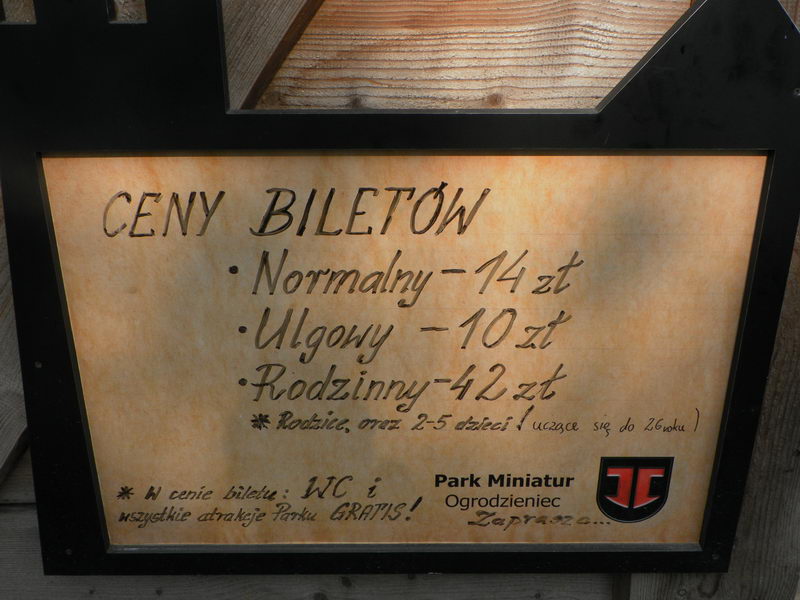 CENY BILETÓW
• Normalny - 14 zł
• Ulgowy - 10 zł
• Rodzinny - 42 zł
* Rodzice, oraz 2-5 dzieci! uczące się do 26 roku)
* W cenie biletu: WC i
wszystkie atrakcje Parku GRATIS!
Park Miniatur
Ogrodzieniec
Zaprasza...